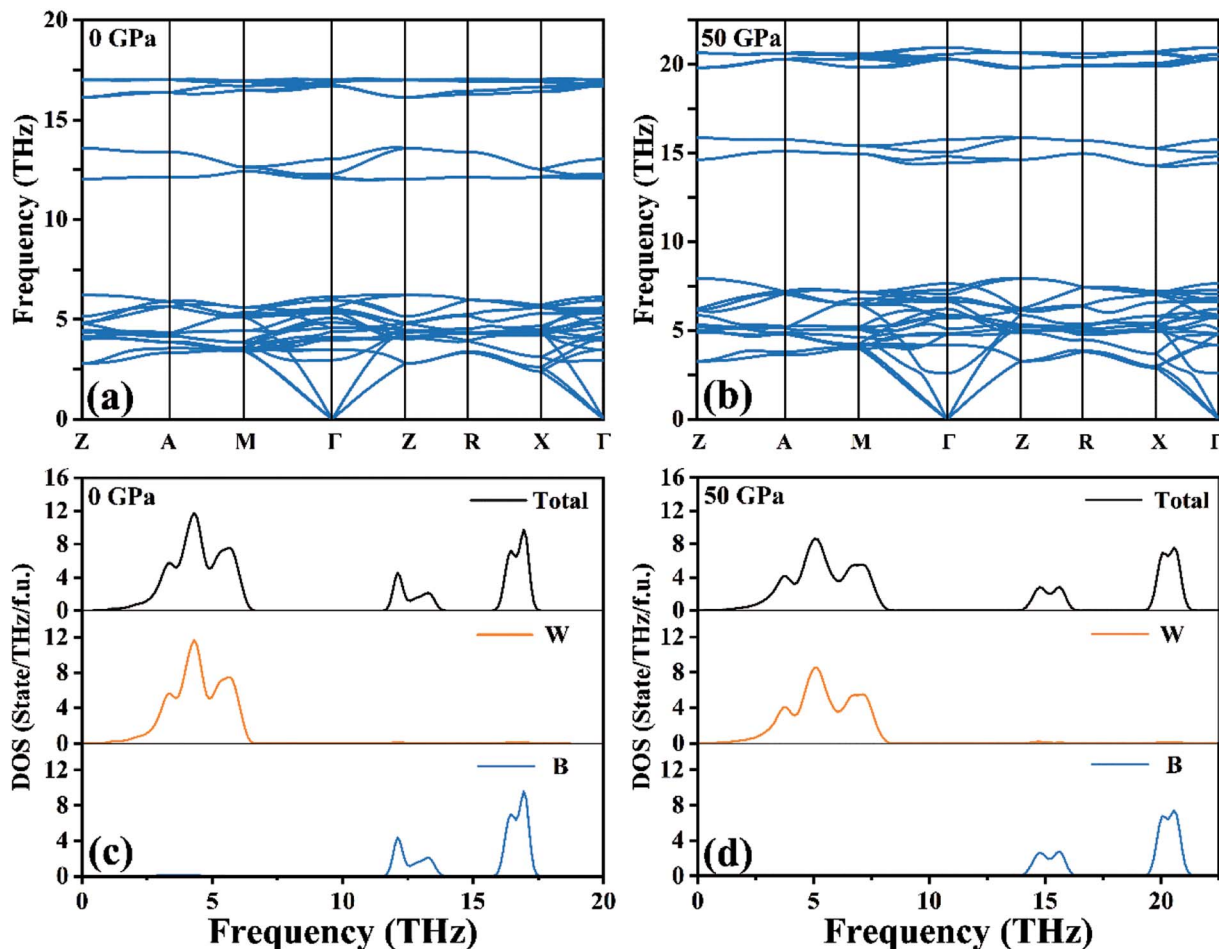 0 GPa
20
15
10
5
0
Frequency (THz)
(a)
Z A M Γ Z R X Γ
50 GPa
20
15
10
5
0
Frequency (THz)
(b)
Z A M Γ Z R X Γ
0 GPa
Total
16
12
8
4
0
W
12
8
4
0
B
12
8
4
0
DOS (State/THz/f.u.)
(c)
0 5 10 15 20
Frequency (THz)
50 GPa
Total
16
12
8
4
0
W
12
8
4
0
B
12
8
4
0
DOS (State/THz/f.u.)
(d)
0 5 10 15 20
Frequency (THz)